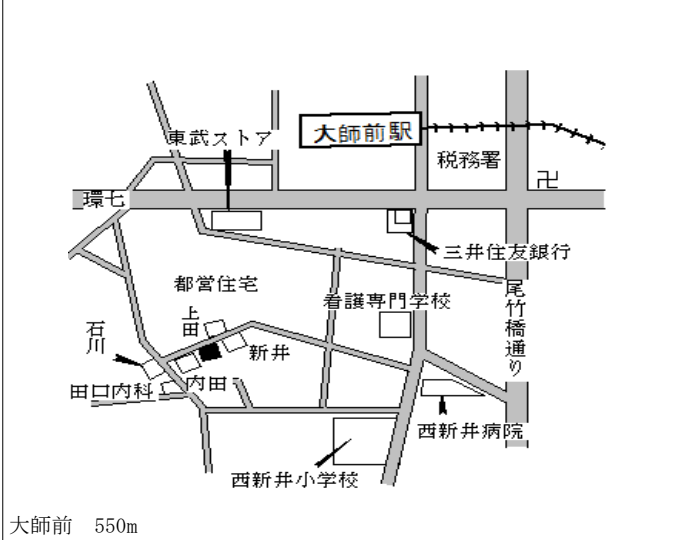 大師前駅
東武ストア
税務署
卍
環七
三井住友銀行
都営住宅
尾竹橋通り
看護専門学校
上田
石川
新井
田口内科
内田
西新井病院
西新井小学校
大師前　550m